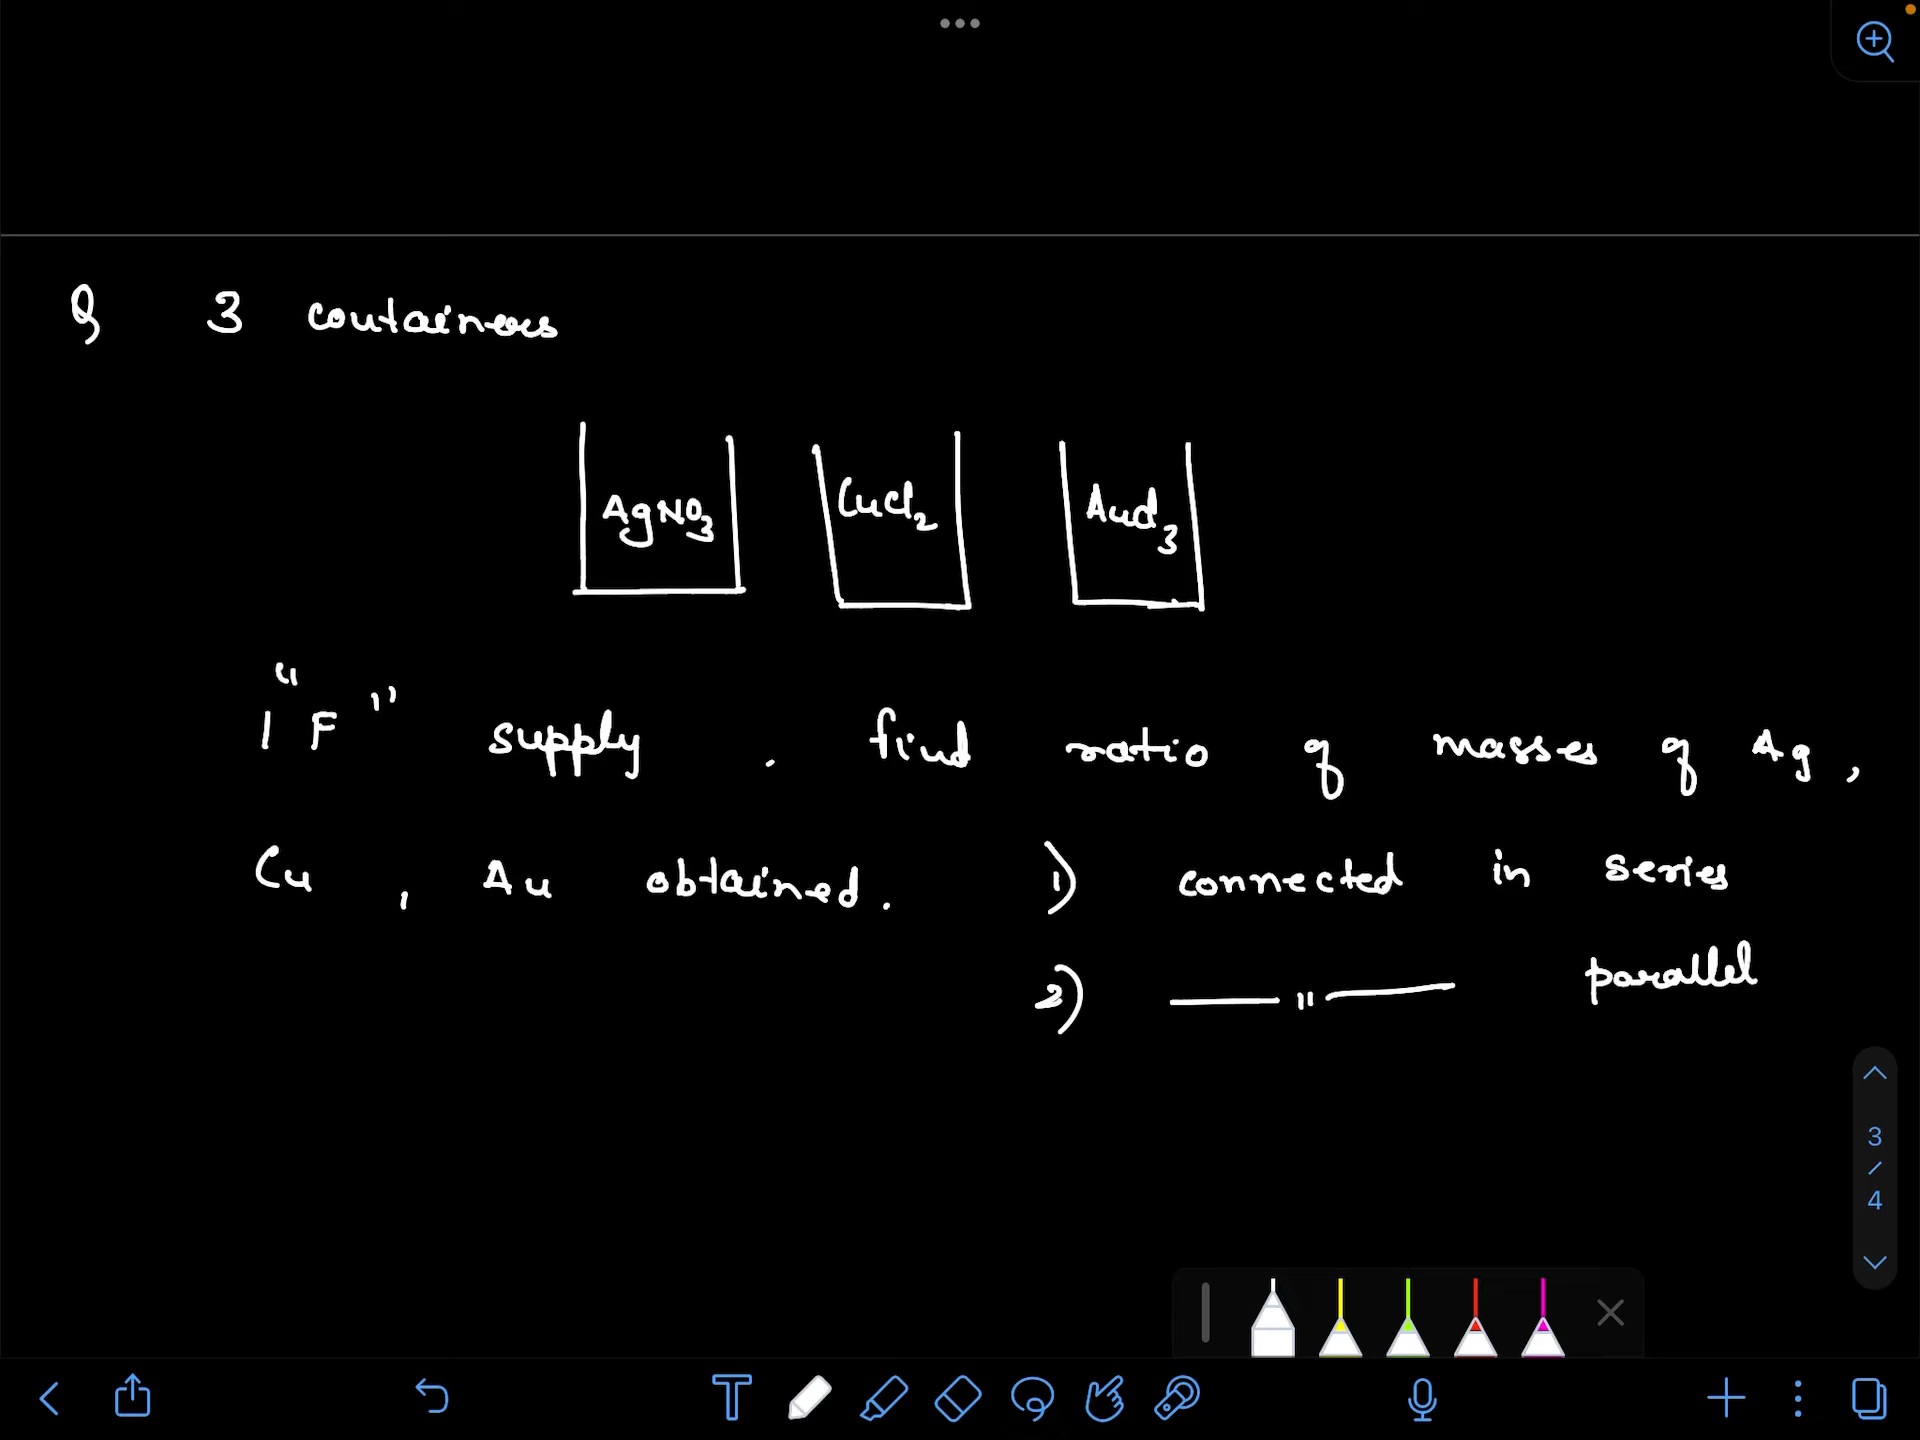 Q 3 containers
AgNO3 CuCl2 AuCl3
1 "F" supply . find ratio of masses of Ag ,
Cu , Au obtained . 1) connected in series
2) — " — parallel
3
/
4